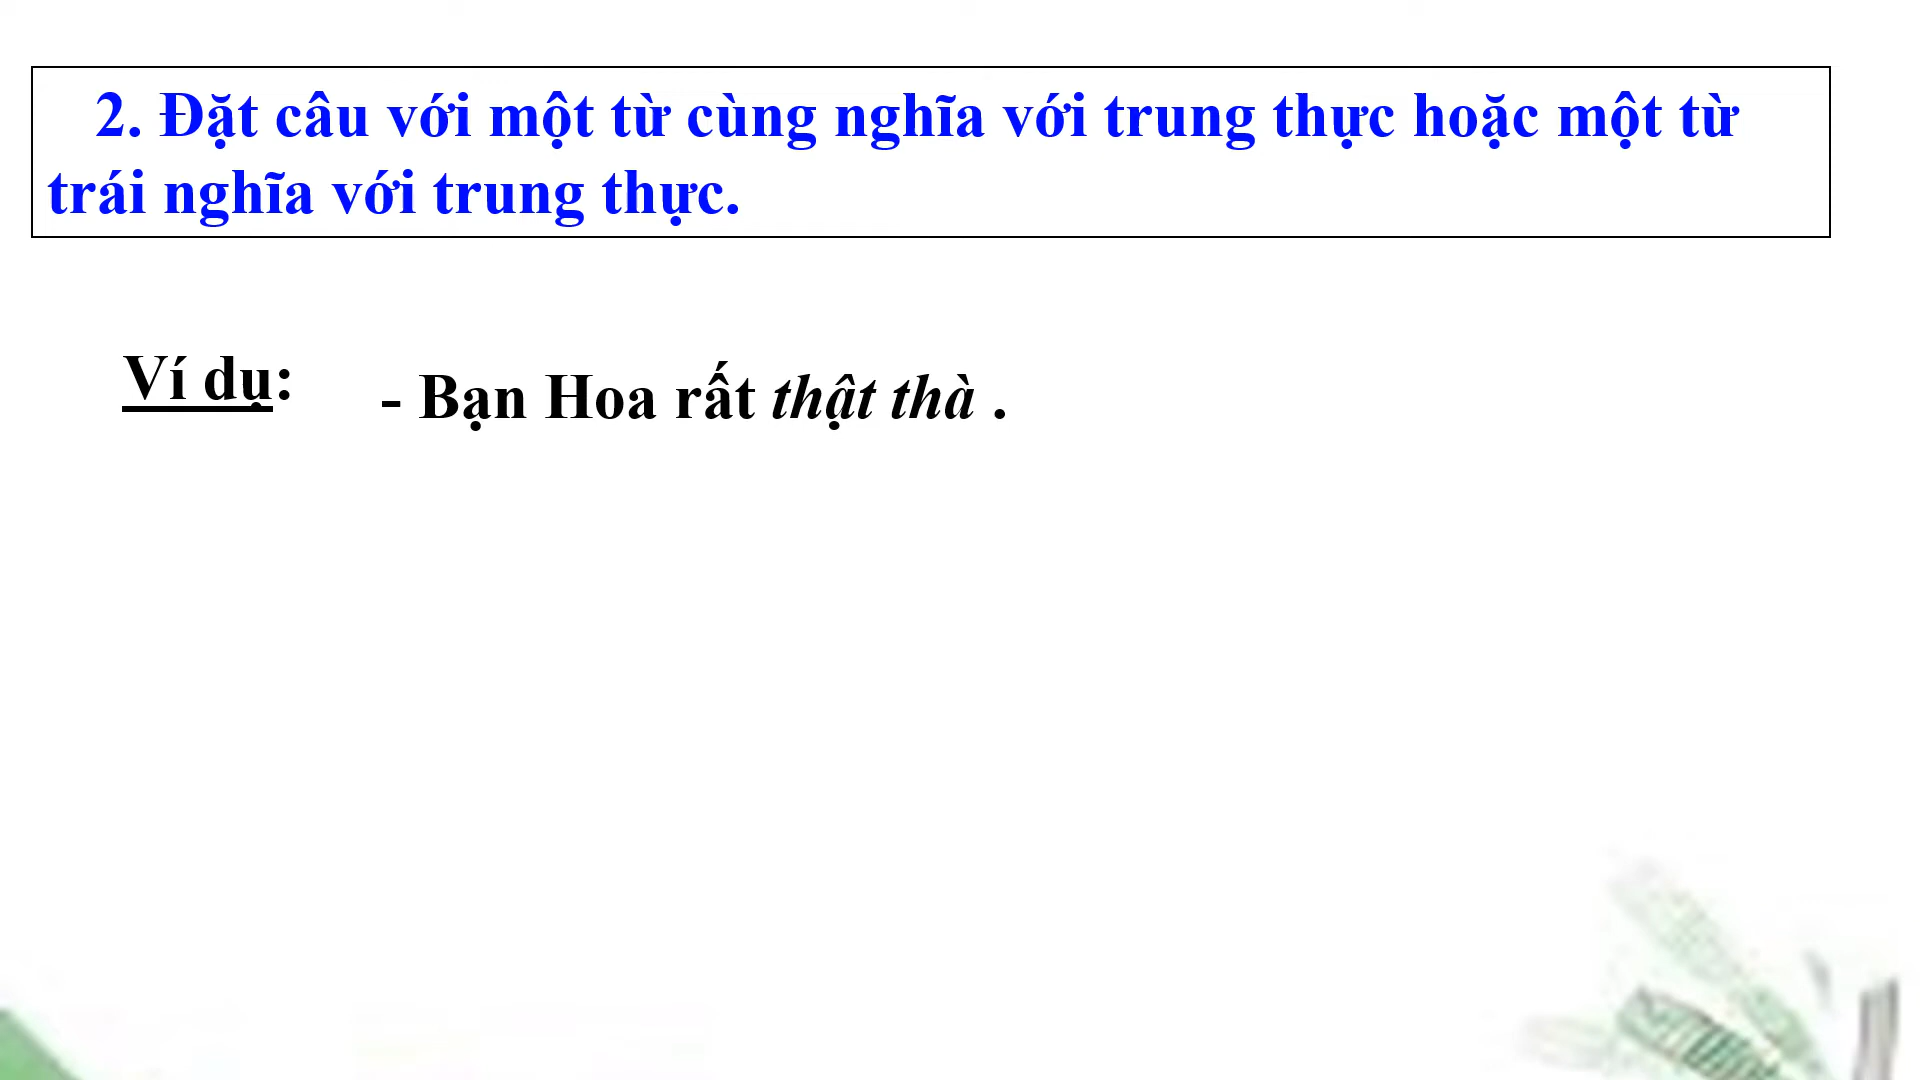 2. Đặt câu với một từ cùng nghĩa với trung thực hoặc một từ
trái nghĩa với trung thực.
Ví dụ:
- Bạn Hoa rất thật thà .